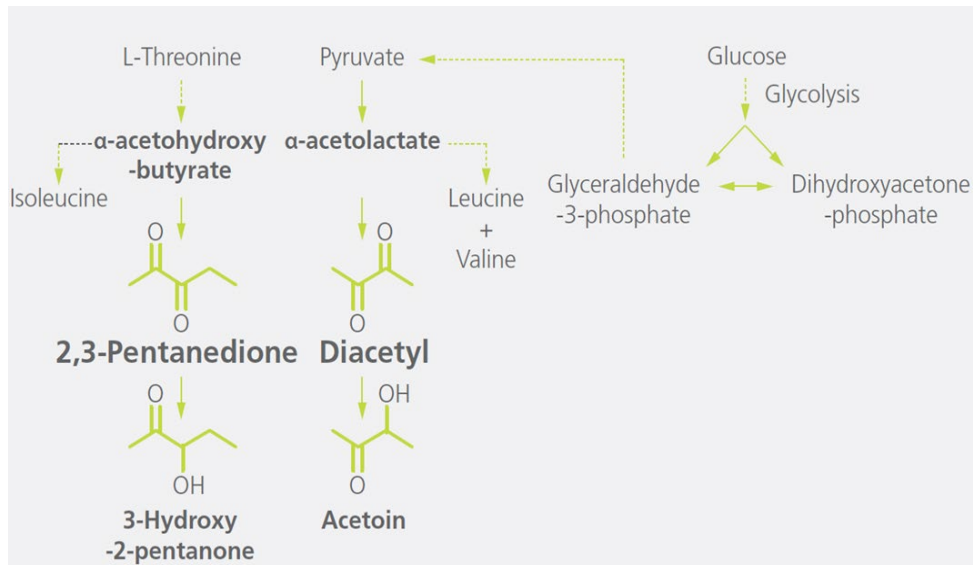 L-Threonine
Pyruvate
Glucose
Glycolysis
α-acetohydroxy
-butyrate
α-acetolactate
Isoleucine
Leucine
+
Valine
Glyceraldehyde
-3-phosphate
Dihydroxyacetone
-phosphate
O
O
2,3-Pentanedione
O
O
Diacetyl
O
OH
3-Hydroxy
-2-pentanone
OH
O
Acetoin